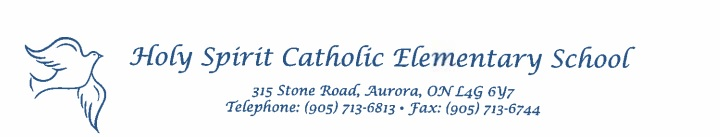 Holy Spirit Catholic Elementary School
315 Stone Road, Aurora, ON L4G 6Y7
Telephone: (905) 713-6813 • Fax: (905) 713-6744